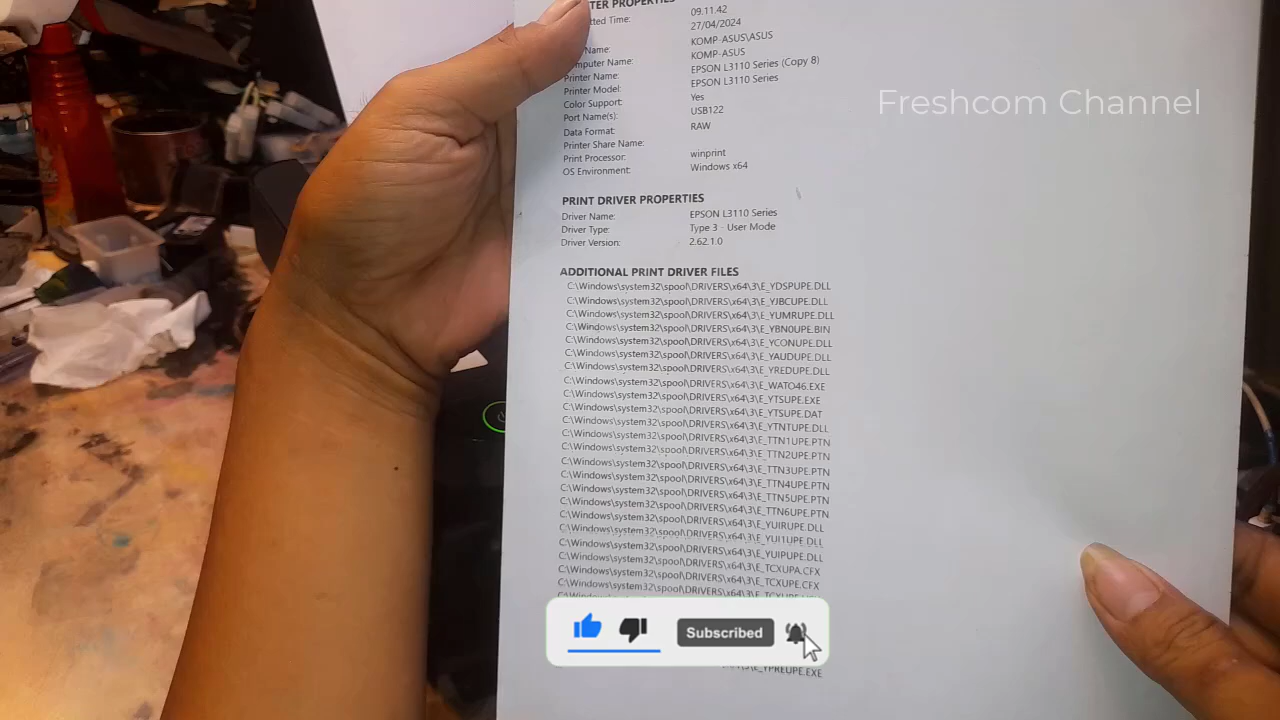 TER PROPERTIES
tted Time: 09.11.42
27/04/2024
Name: KOMP-ASUS\ASUS
mputer Name: KOMP-ASUS
Printer Name: EPSON L3110 Series (Copy 8)
Printer Model: EPSON L3110 Series
Color Support: Yes
Port Name(s): USB122
Data Format: RAW
Printer Share Name:
Print Processor: winprint
OS Environment: Windows x64
Freshcom Channel
PRINT DRIVER PROPERTIES
Driver Name: EPSON L3110 Series
Driver Type: Type 3 - User Mode
Driver Version: 2.62.1.0
ADDITIONAL PRINT DRIVER FILES
C:\Windows\system32\spool\DRIVERS\x64\3\E_YDSPUPE.DLL
C:\Windows\system32\spool\DRIVERS\x64\3\E_YJBCUPE.DLL
C:\Windows\system32\spool\DRIVERS\x64\3\E_YUMRUPE.DLL
C:\Windows\system32\spool\DRIVERS\x64\3\E_YBN0UPE.BIN
C:\Windows\system32\spool\DRIVERS\x64\3\E_YCONUPE.DLL
C:\Windows\system32\spool\DRIVERS\x64\3\E_YAUDUPE.DLL
C:\Windows\system32\spool\DRIVERS\x64\3\E_YREDUPE.DLL
C:\Windows\system32\spool\DRIVERS\x64\3\E_WATO46.EXE
C:\Windows\system32\spool\DRIVERS\x64\3\E_YTSUPE.EXE
C:\Windows\system32\spool\DRIVERS\x64\3\E_YTSUPE.DAT
C:\Windows\system32\spool\DRIVERS\x64\3\E_YTNTUPE.DLL
C:\Windows\system32\spool\DRIVERS\x64\3\E_TTN1UPE.PTN
C:\Windows\system32\spool\DRIVERS\x64\3\E_TTN2UPE.PTN
C:\Windows\system32\spool\DRIVERS\x64\3\E_TTN3UPE.PTN
C:\Windows\system32\spool\DRIVERS\x64\3\E_TTN4UPE.PTN
C:\Windows\system32\spool\DRIVERS\x64\3\E_TTN5UPE.PTN
C:\Windows\system32\spool\DRIVERS\x64\3\E_TTN6UPE.PTN
C:\Windows\system32\spool\DRIVERS\x64\3\E_YUIRUPE.DLL
C:\Windows\system32\spool\DRIVERS\x64\3\E_YUI1UPE.DLL
C:\Windows\system32\spool\DRIVERS\x64\3\E_YUIPUPE.DLL
C:\Windows\system32\spool\DRIVERS\x64\3\E_TCXUPA.CFX
C:\Windows\system32\spool\DRIVERS\x64\3\E_TCXUPE.CFX
Subscribed
E_YPREUPE.EXE